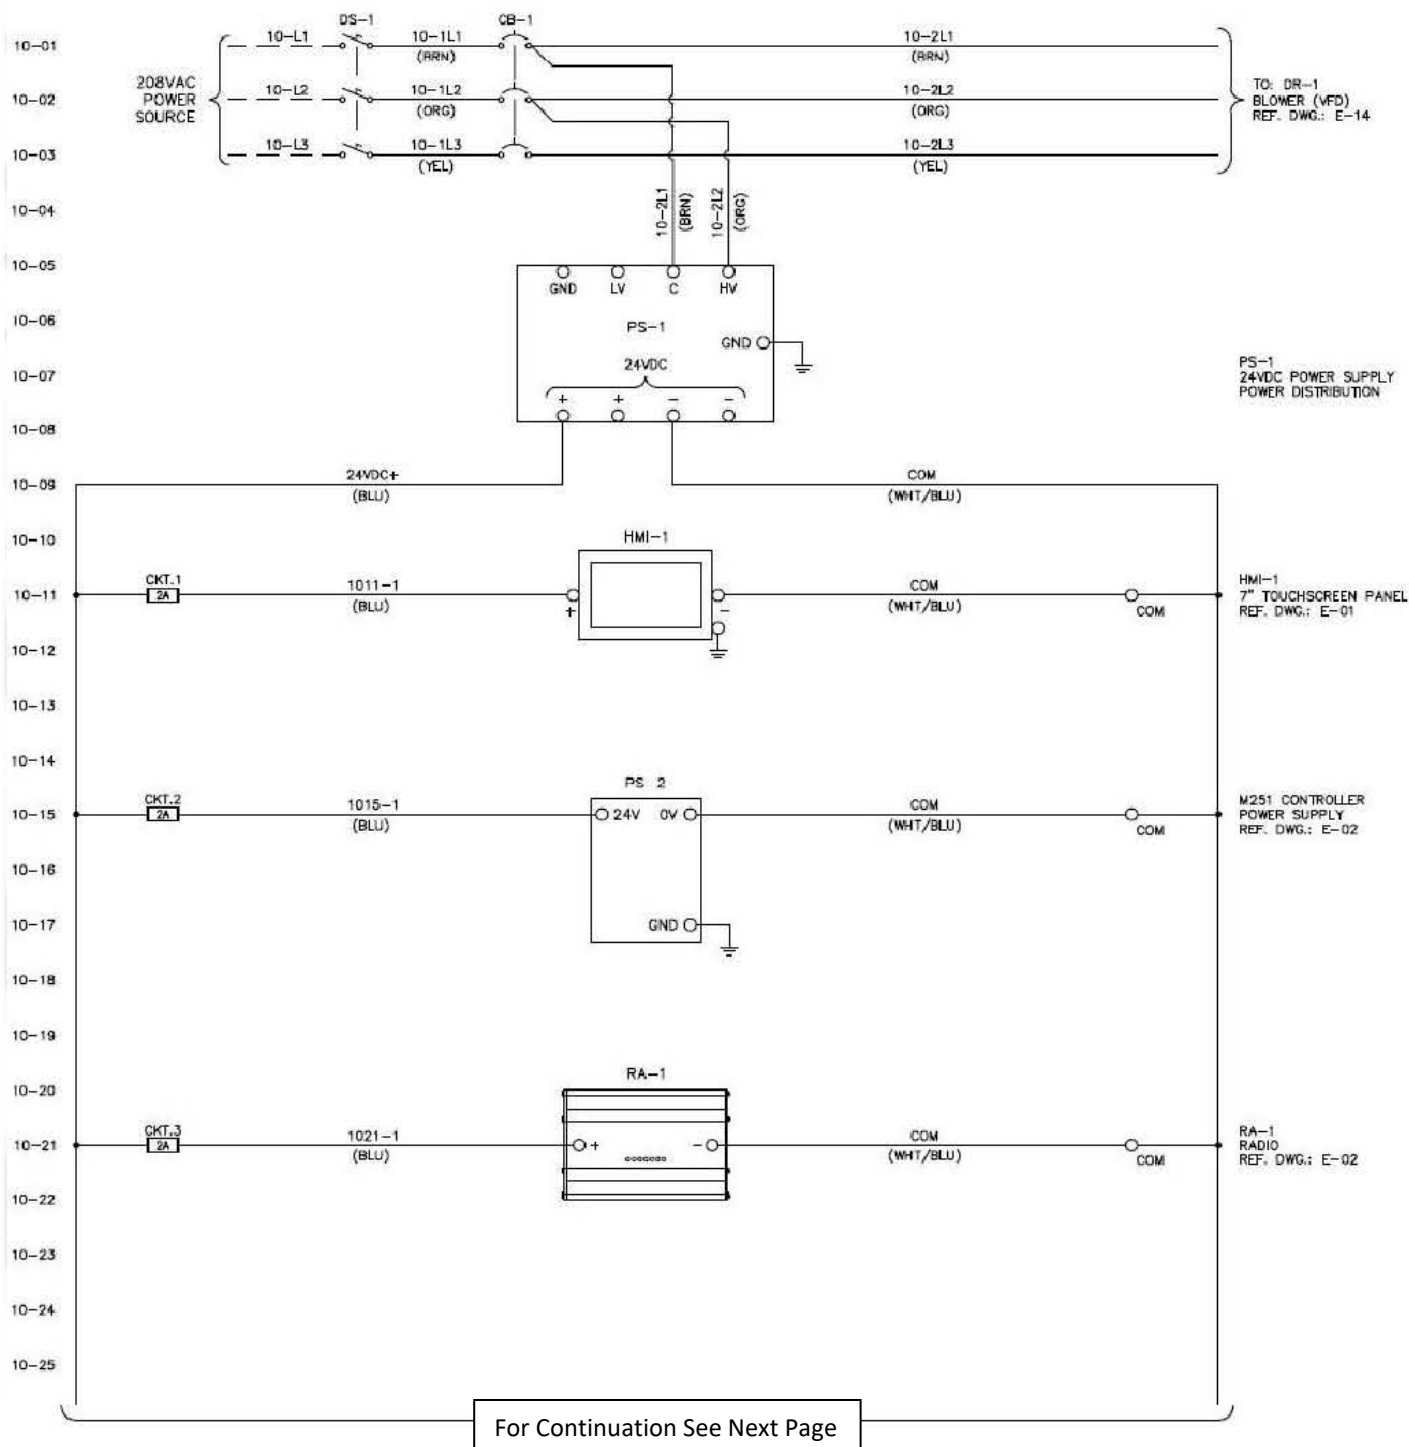 DS-1
CB-1
10-01
10-L1
10-1L1
(BRN)
10-2L1
(BRN)
208VAC
POWER
SOURCE
10-02
10-L2
10-1L2
(ORG)
10-2L2
(ORG)
TO: DR-1
BLOWER (VFD)
REF. DWG.: E-14
10-03
10-L3
10-1L3
(YEL)
10-2L3
(YEL)
10-04
10-2L1
(BRN)
10-2L2
(ORG)
10-05
GND LV C HV
10-06
PS-1
GND
10-07
24VDC
+ + - -
PS-1
24VDC POWER SUPPLY
POWER DISTRIBUTION
10-08
10-09
24VDC+
(BLU)
COM
(WHT/BLU)
10-10
HMI-1
10-11
CKT.1
2A
1011-1
(BLU)
+
-
COM
(WHT/BLU)
COM
HMI-1
7" TOUCHSCREEN PANEL
REF. DWG.: E-01
10-12
10-13
10-14
PS 2
10-15
CKT.2
2A
1015-1
(BLU)
24V 0V
COM
(WHT/BLU)
COM
M251 CONTROLLER
POWER SUPPLY
REF. DWG.: E-02
10-16
10-17
GND
10-18
10-19
10-20
RA-1
10-21
CKT.3
2A
1021-1
(BLU)
+ -
COM
(WHT/BLU)
COM
RA-1
RADIO
REF. DWG.: E-02
10-22
10-23
10-24
10-25
For Continuation See Next Page